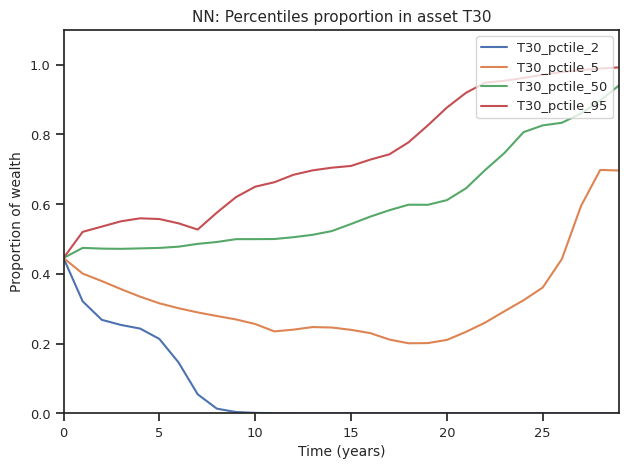 NN: Percentiles proportion in asset T30
T30_pctile_2
T30_pctile_5
T30_pctile_50
T30_pctile_95
Proportion of wealth
1.0
0.8
0.6
0.4
0.2
0.0
0 5 10 15 20 25
Time (years)